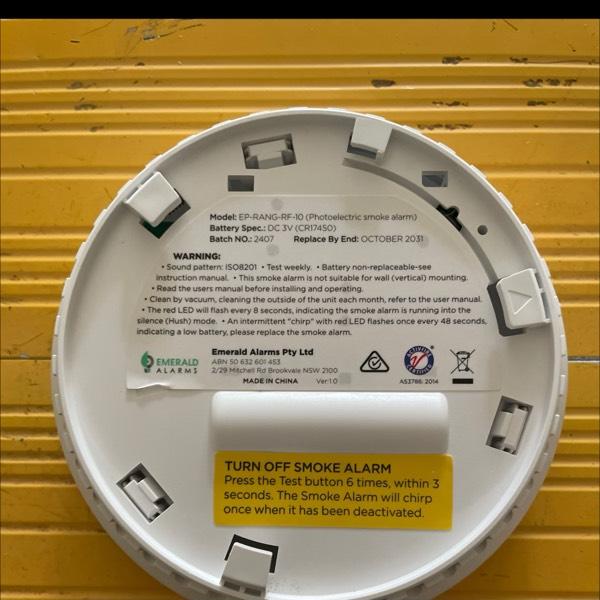 Model: EP-RANG-RF-10 (Photoelectric smoke alarm)
Battery Spec.: DC 3V (CR17450)
Batch NO.: 2407 Replace By End: OCTOBER 2031
WARNING:
• Sound pattern: ISO8201 • Test weekly. • Battery non-replaceable-see
instruction manual. • This smoke alarm is not suitable for wall (vertical) mounting.
• Read the users manual before installing and operating.
• Clean by vacuum, cleaning the outside of the unit each month, refer to the user manual.
• The red LED will flash every 8 seconds, indicating the smoke alarm is running into the
silence (Hush) mode. • An intermittent "chirp" with red LED flashes once every 48 seconds,
indicating a low battery, please replace the smoke alarm.
EMERALD
ALARMS
Emerald Alarms Pty Ltd
ABN 50 632 601 453
2/29 Mitchell Rd Brookvale NSW 2100
MADE IN CHINA Ver:1.0
AS3786: 2014
TURN OFF SMOKE ALARM
Press the Test button 6 times, within 3
seconds. The Smoke Alarm will chirp
once when it has been deactivated.